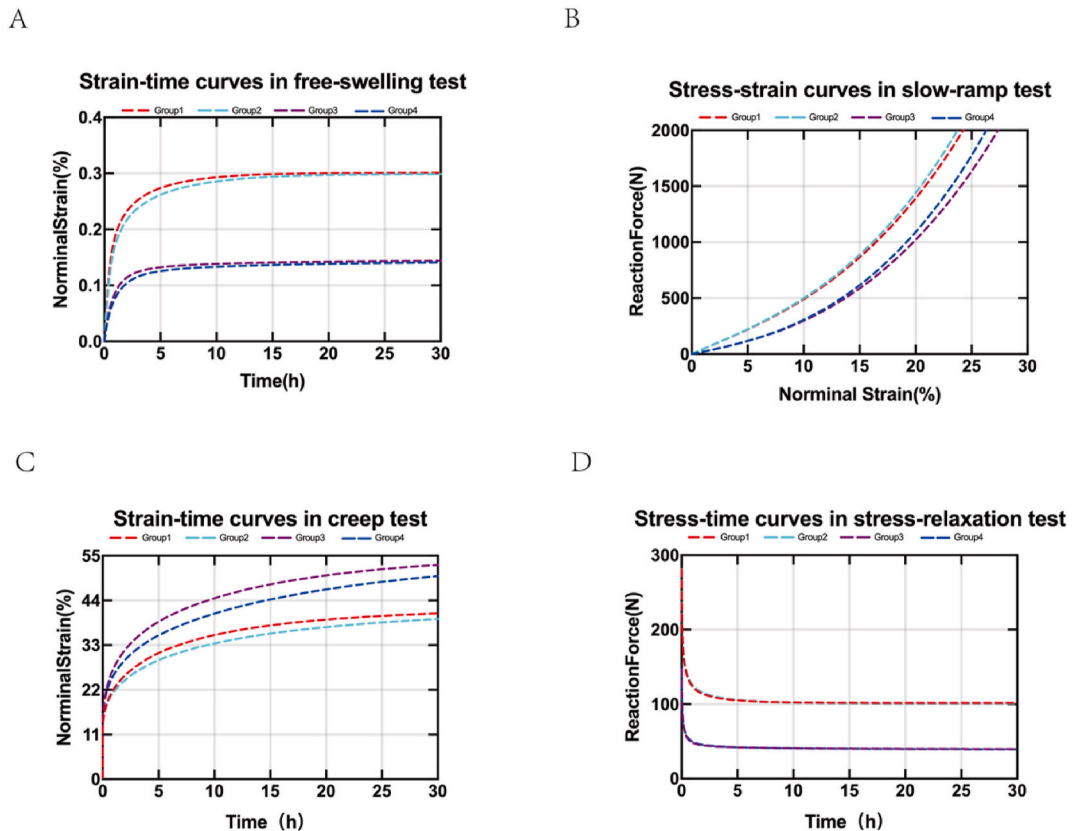 A
Strain-time curves in free-swelling test
Group1 Group2 Group3 Group4
NorminalStrain(%)
0.4
0.3
0.2
0.1
0.0
0 5 10 15 20 25 30
Time(h)
B
Stress-strain curves in slow-ramp test
Group1 Group2 Group3 Group4
ReactionForce(N)
2000
1500
1000
500
0
0 5 10 15 20 25 30
Norminal Strain(%)
C
Strain-time curves in creep test
Group1 Group2 Group3 Group4
NorminalStrain(%)
55
44
33
22
11
0
0 5 10 15 20 25 30
Time (h)
D
Stress-time curves in stress-relaxation test
Group1 Group2 Group3 Group4
ReactionForce(N)
300
200
100
0
0 5 10 15 20 25 30
Time (h)